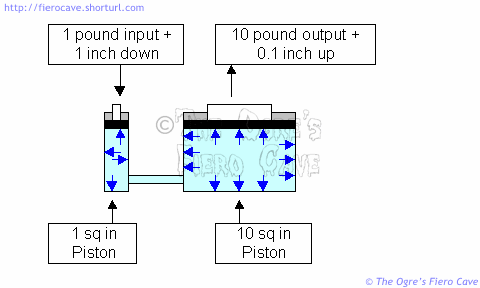 http://fierocave.shorturl.com
1 pound input +
1 inch down
10 pound output +
0.1 inch up
© The Ogre's
Fiero Cave
1 sq in
Piston
10 sq in
Piston
© The Ogre's Fiero Cave